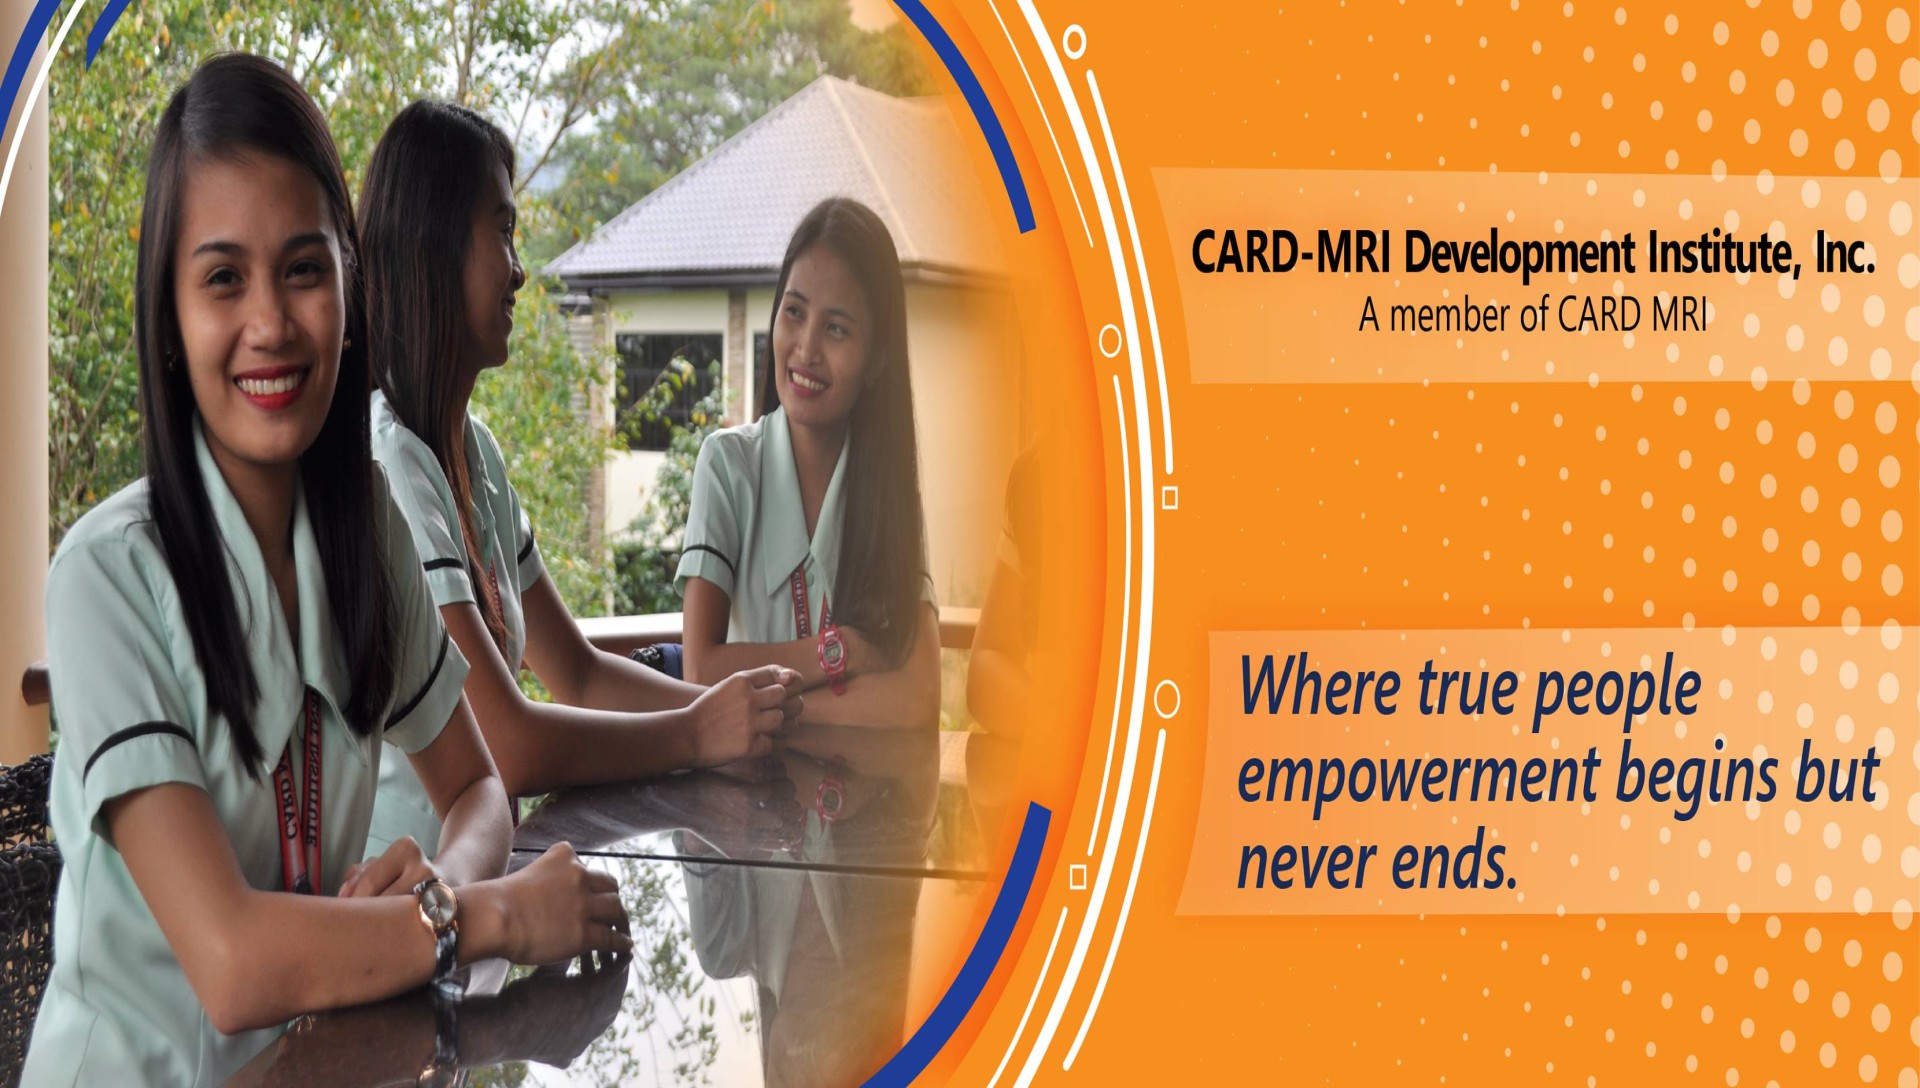 CARD-MRI Development Institute, Inc.
A member of CARD MRI
Where true people
empowerment begins but
never ends.